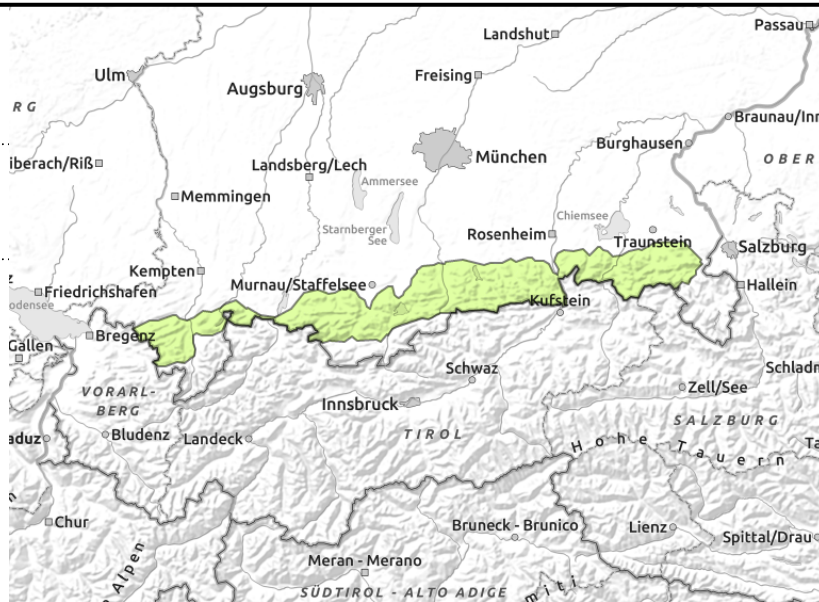 Passau
Landshut
Ulm
Freising
Augsburg
RG
Braunau/Inn
Burghausen
iberach/Riß
Landsberg/Lech
München
OBER
Ammersee
Memmingen
Chiemsee
Starnberger
See
Rosenheim
Traunstein
Salzburg
Kempten
Murnau/Staffelsee
Hallein
Friedrichshafen
odensee
Kufstein
Bregenz
Gallen
Schwaz
Schladm
VORARL-
BERG
Zell/See
Innsbruck
SALZBURG
aduz
Bludenz
Landeck
TIROL
Hohe Tauern
Ta
Chur
Bruneck - Brunico
Lienz
Spittal/Drau
Meran - Merano
Alpen
SÜDTIROL - ALTO ADIGE
miti